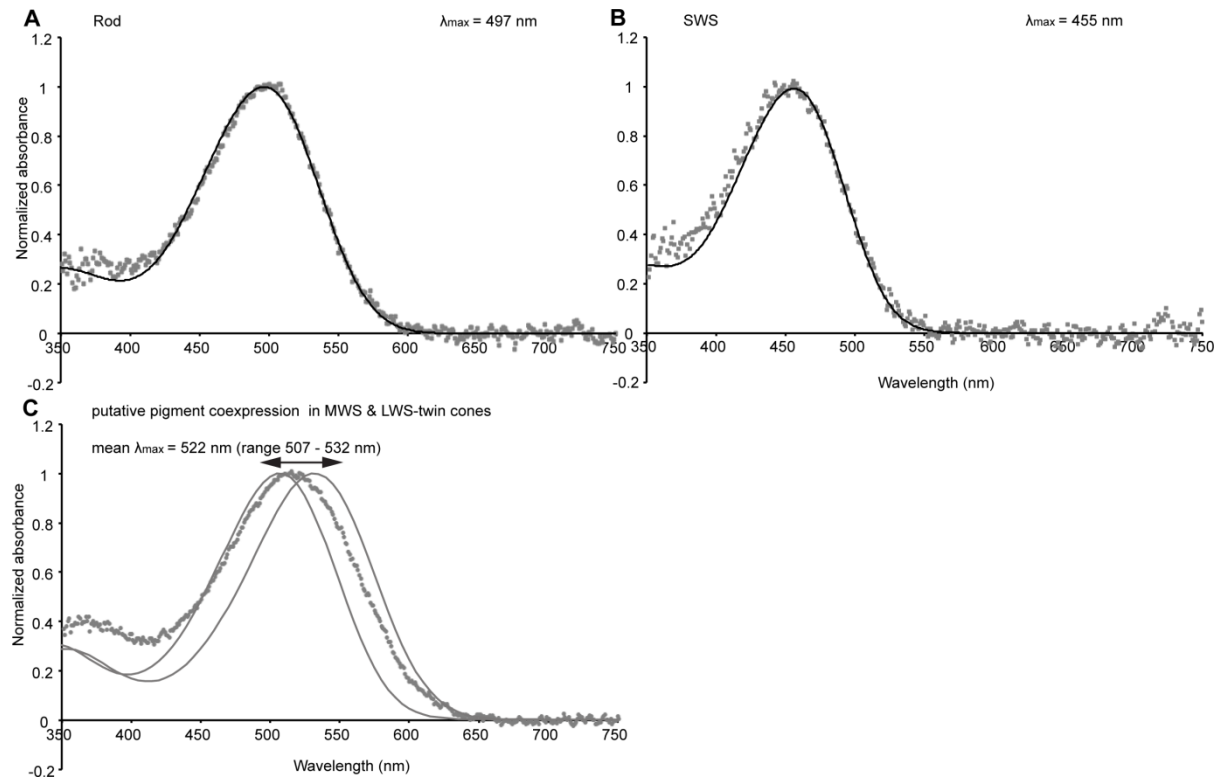 A Rod λmax = 497 nm
1.2
1
0.8
0.6
0.4
0.2
0
-0.2
Normalized absorbance
350 400 450 500 550 600 650 700 750
B SWS λmax = 455 nm
1.2
1
0.8
0.6
0.4
0.2
0
-0.2
Normalized absorbance
350 400 450 500 550 600 650 700 750
Wavelength (nm)
C putative pigment coexpression in MWS & LWS-twin cones
mean λmax = 522 nm (range 507 - 532 nm)
1.2
1
0.8
0.6
0.4
0.2
0
-0.2
Normalized absorbance
350 400 450 500 550 600 650 700 750
Wavelength (nm)